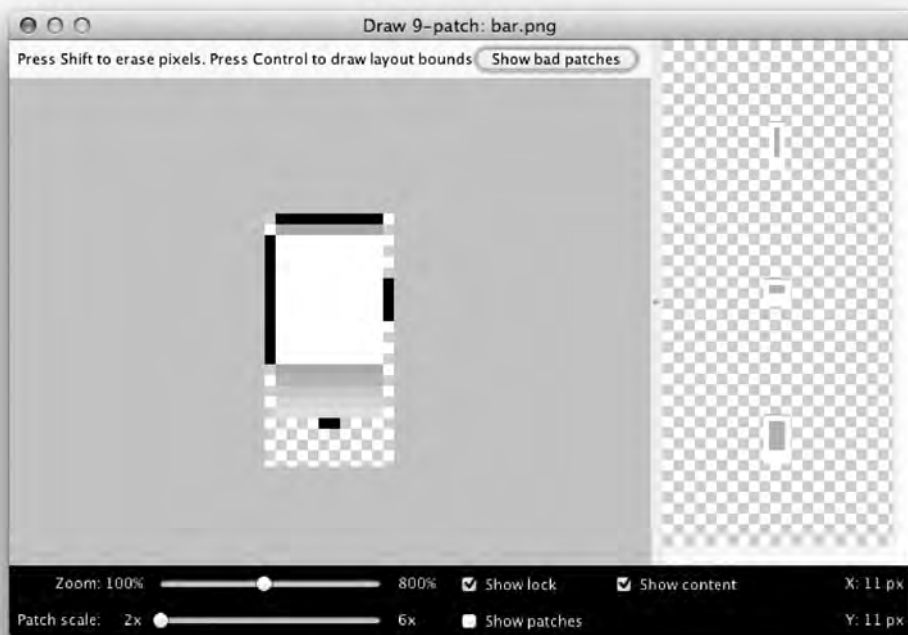 Draw 9-patch: bar.png
Press Shift to erase pixels. Press Control to draw layout bounds Show bad patches
Zoom: 100% 800% Show lock Show content X: 11 px
Patch scale: 2x 6x Show patches Y: 11 px